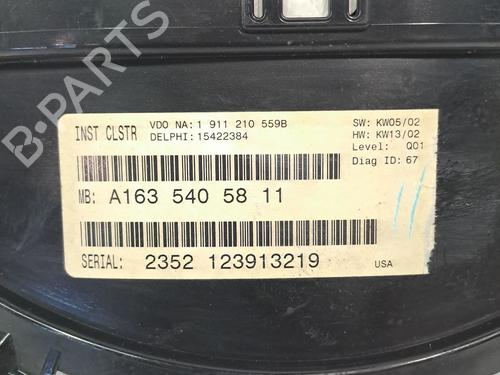 INST CLSTR
VDO NA: 1 911 210 559B
DELPHI: 15422384
SW: KW05/02
HW: KW13/02
Level: Q01
Diag ID: 67
MB: A163 540 58 11
SERIAL: 2352 123913219
USA
B-PARTS